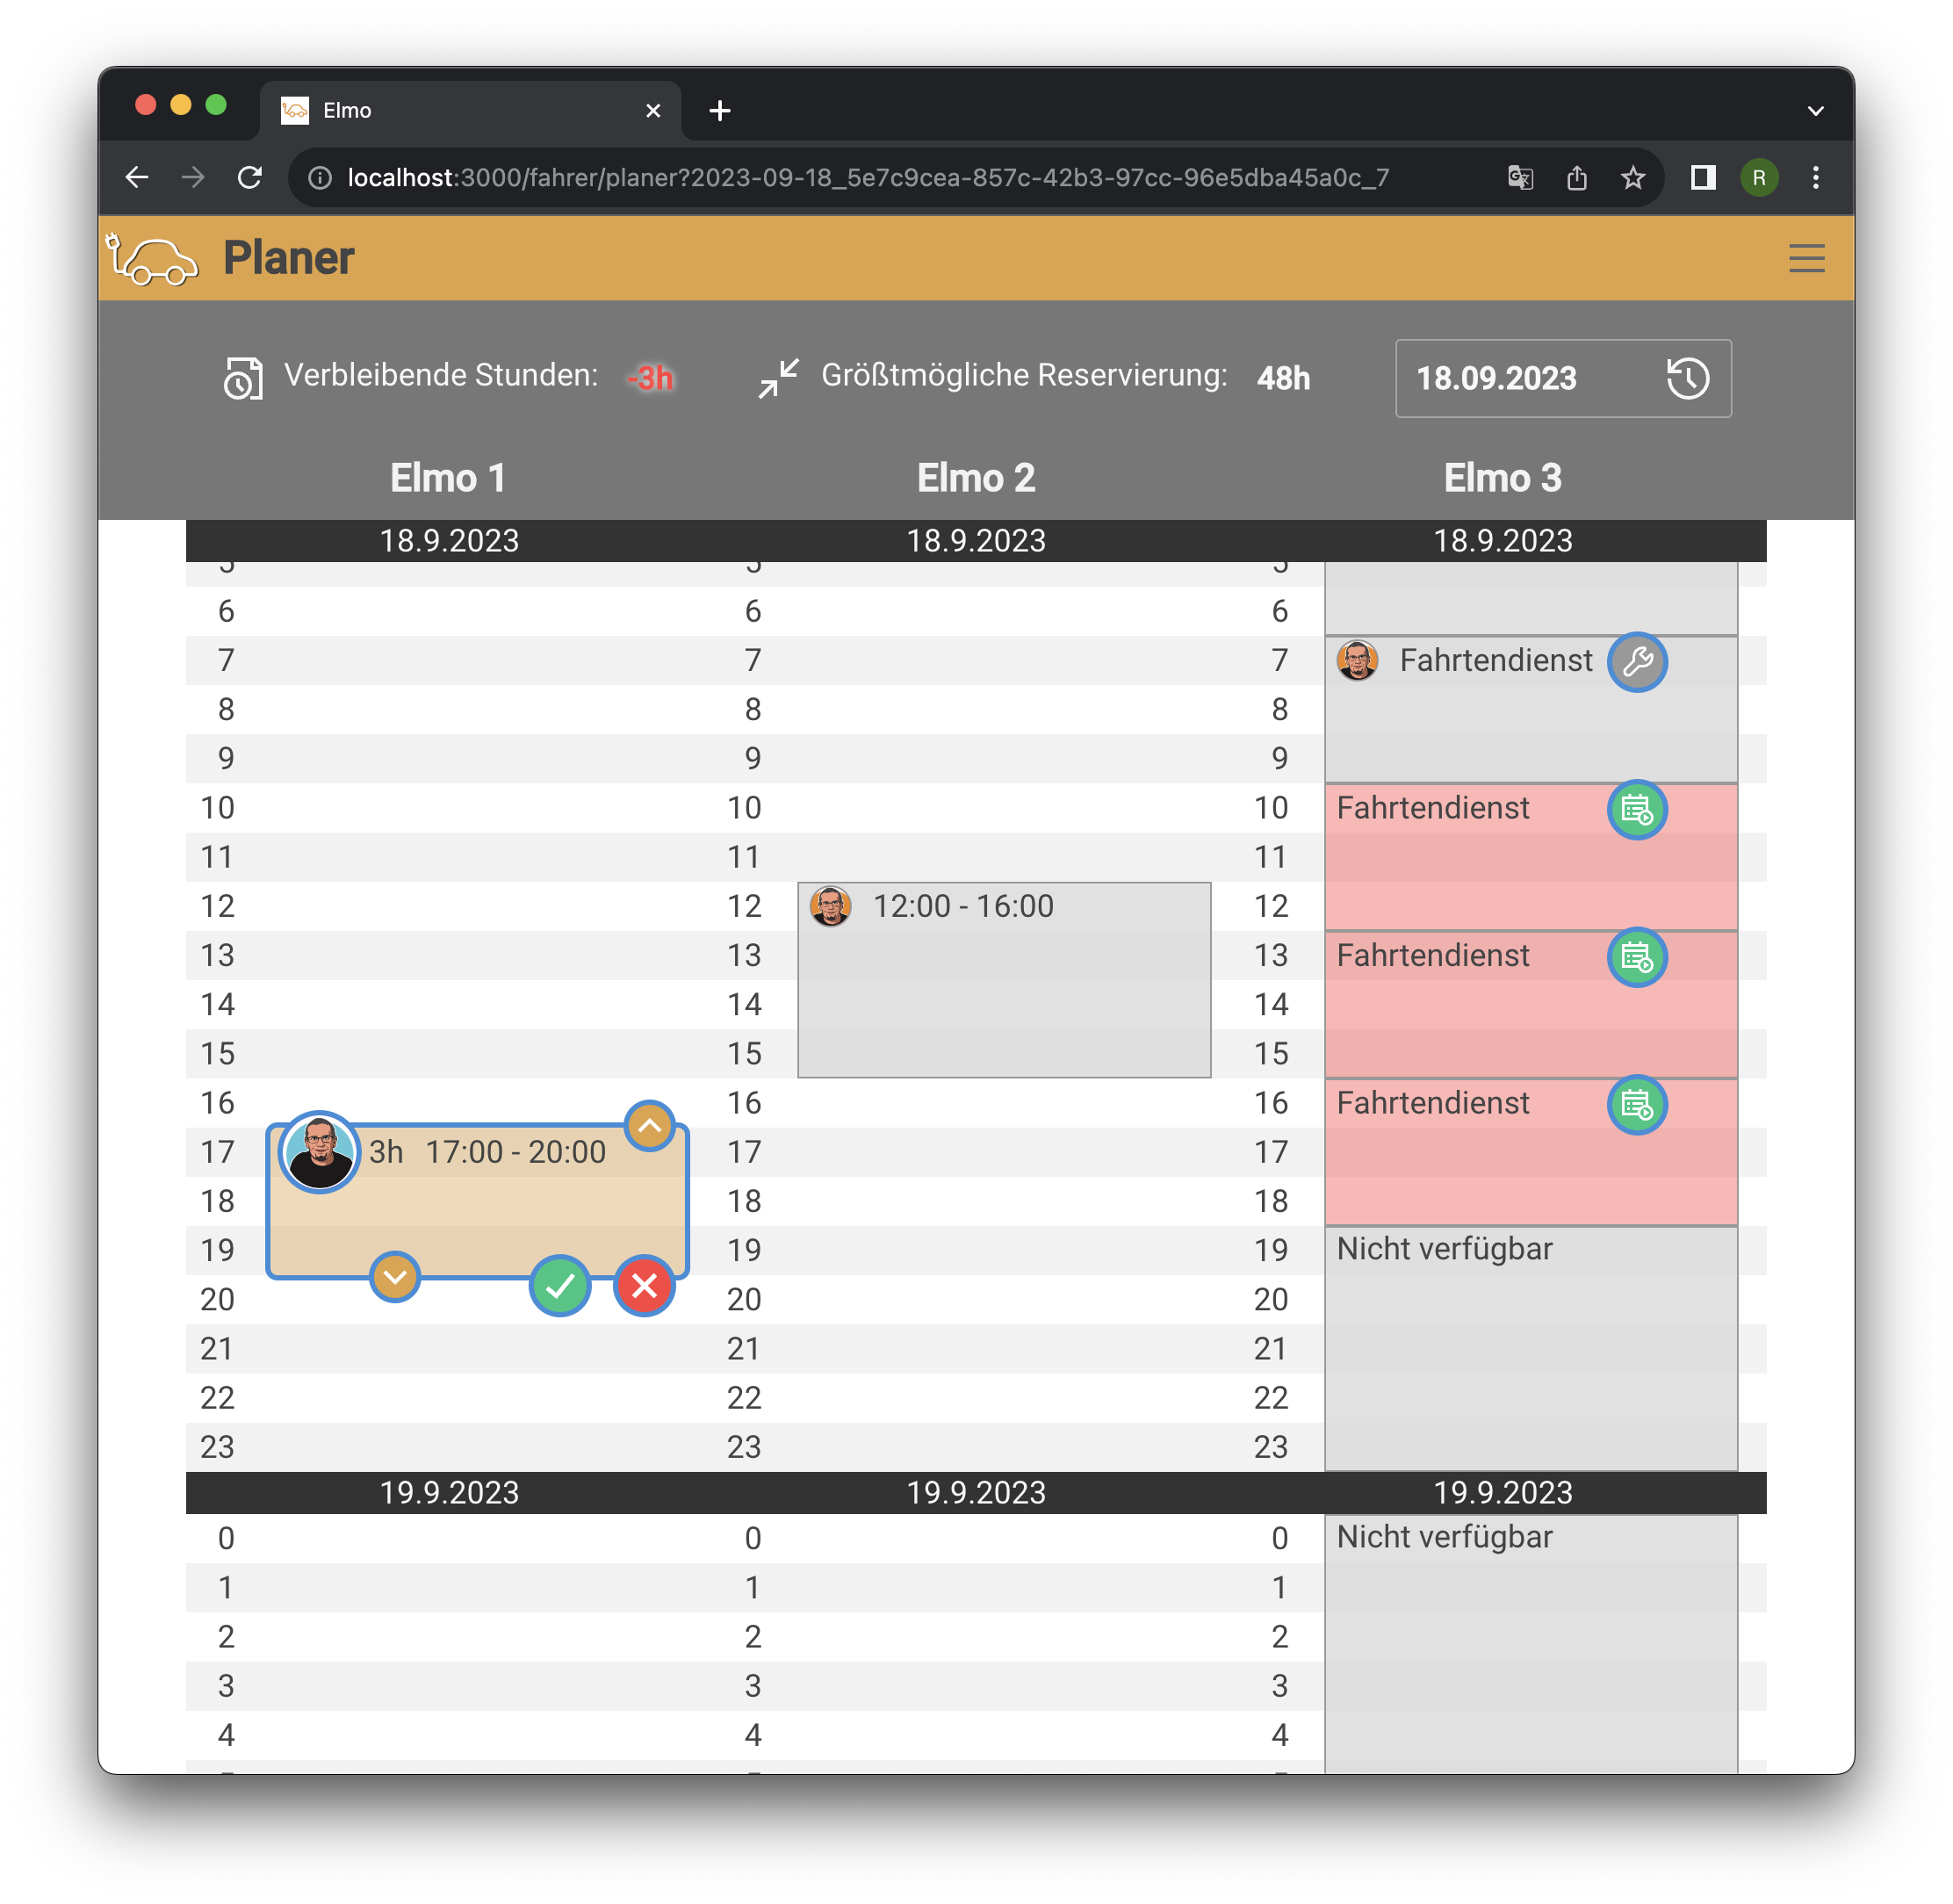 Elmo
localhost:3000/fahrer/planer?2023-09-18_5e7c9cea-857c-42b3-97cc-96e5dba45a0c_7
R
Planer
Verbleibende Stunden: -3h
Größtmögliche Reservierung: 48h
18.09.2023
Elmo 1 Elmo 2 Elmo 3
18.9.2023 18.9.2023 18.9.2023
5 5 5
6 6 6
7 7 7 Fahrtendienst
8 8 8
9 9 9
10 10 10 Fahrtendienst
11 11 11
12 12 12:00 - 16:00 12
13 13 13 Fahrtendienst
14 14 14
15 15 15
16 16 16 Fahrtendienst
17 3h 17:00 - 20:00 17 17
18 18 18
19 19 19 Nicht verfügbar
20 20 20
21 21 21
22 22 22
23 23 23
19.9.2023 19.9.2023 19.9.2023
0 0 0 Nicht verfügbar
1 1 1
2 2 2
3 3 3
4 4 4